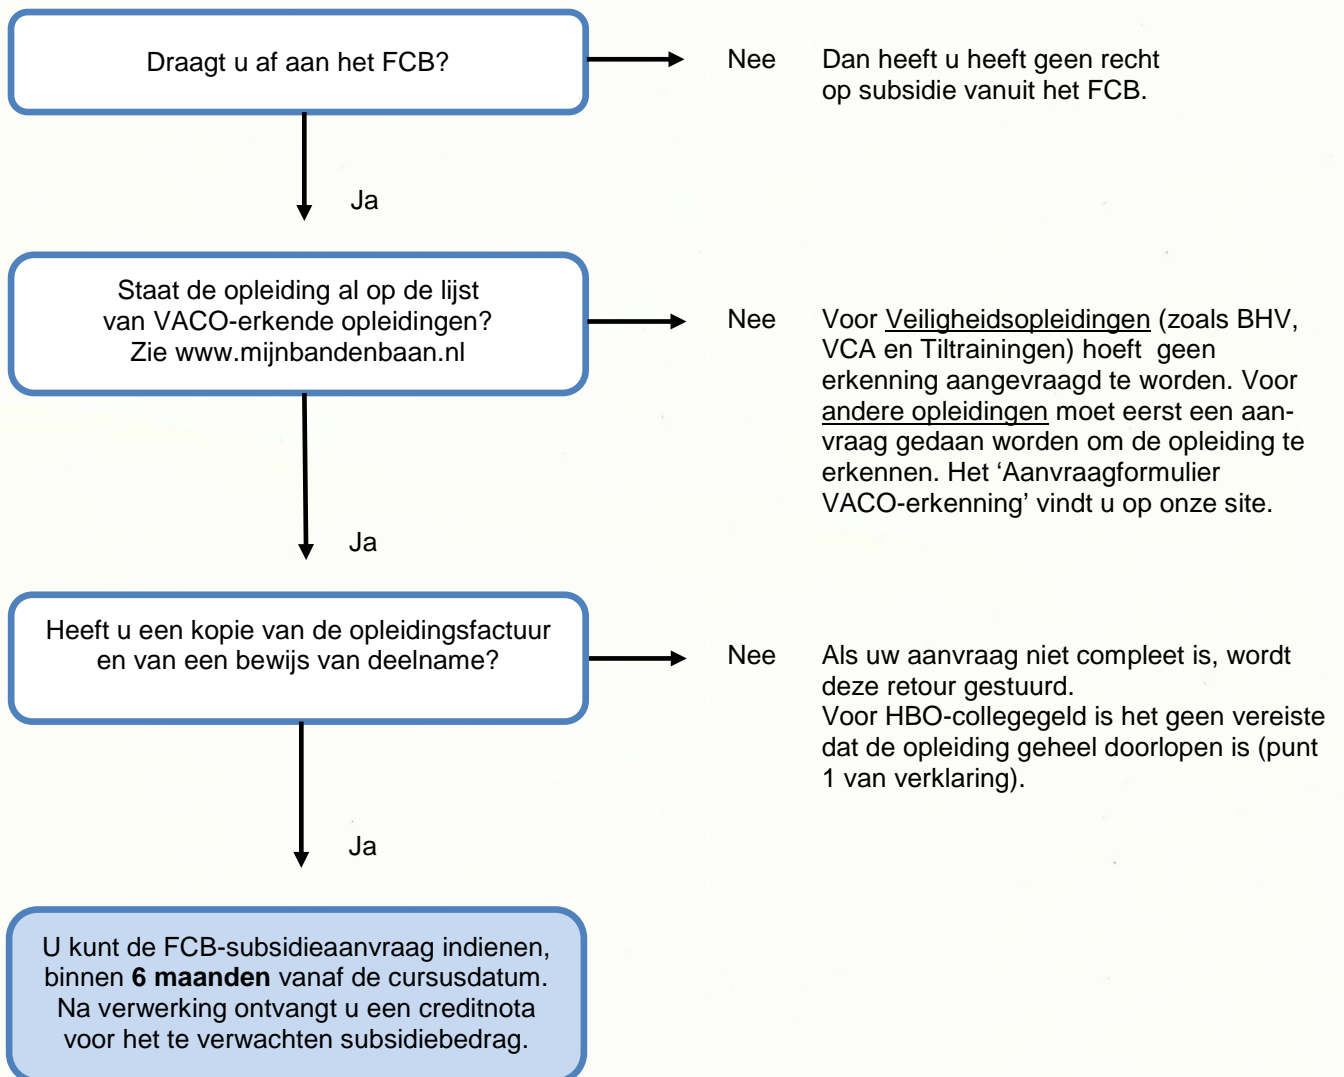 Draagt u af aan het FCB?
Nee
Dan heeft u heeft geen recht
op subsidie vanuit het FCB.
Ja
Staat de opleiding al op de lijst
van VACO-erkende opleidingen?
Zie www.mijnbandenbaan.nl
Nee
Voor Veiligheidsopleidingen (zoals BHV,
VCA en Tiltrainingen) hoeft geen
erkenning aangevraagd te worden. Voor
andere opleidingen moet eerst een aan-
vraag gedaan worden om de opleiding te
erkennen. Het ‘Aanvraagformulier
VACO-erkenning’ vindt u op onze site.
Ja
Heeft u een kopie van de opleidingsfactuur
en van een bewijs van deelname?
Nee
Als uw aanvraag niet compleet is, wordt
deze retour gestuurd.
Voor HBO-collegegeld is het geen vereiste
dat de opleiding geheel doorlopen is (punt
1 van verklaring).
Ja
U kunt de FCB-subsidieaanvraag indienen,
binnen 6 maanden vanaf de cursusdatum.
Na verwerking ontvangt u een creditnota
voor het te verwachten subsidiebedrag.